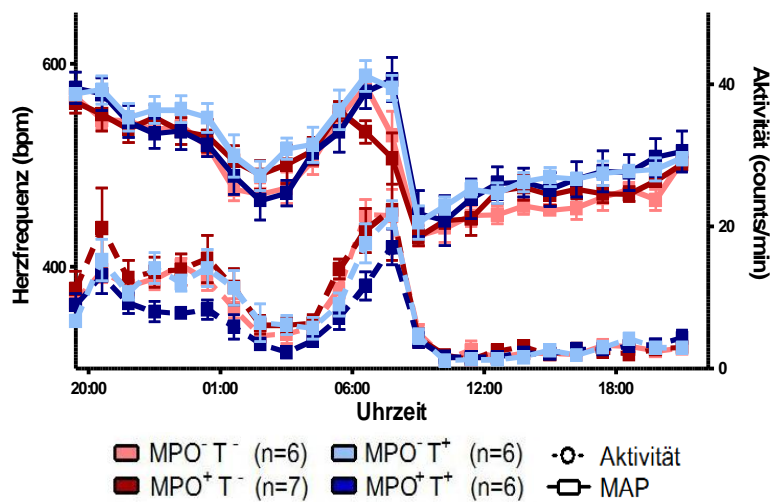 600
400
Herzfrequenz (bpm)
40
20
0
Aktivität (counts/min)
20:00 01:00 06:00 12:00 18:00
Uhrzeit
MPO⁻T⁻ (n=6) MPO⁻T⁺ (n=6) Aktivität
MPO⁺T⁻ (n=7) MPO⁺T⁺ (n=6) MAP